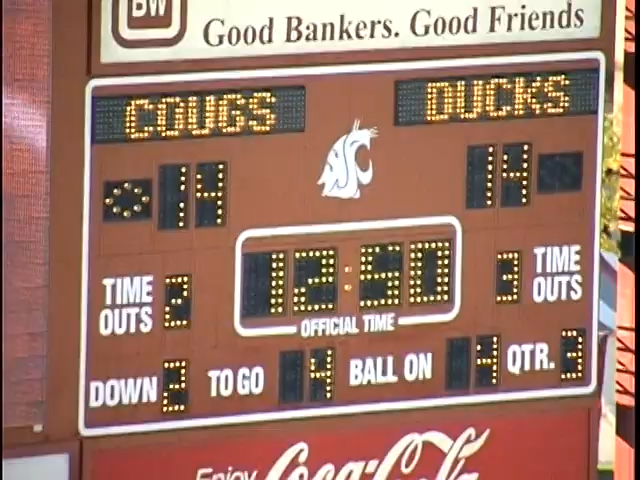 BW
Good Bankers. Good Friends
COUGS DUCKS
14 14
12:50
TIME OUTS 2
3 TIME OUTS
OFFICIAL TIME
DOWN 2 TO GO 4 BALL ON 4 QTR. 3
Enjoy
Coca-Cola